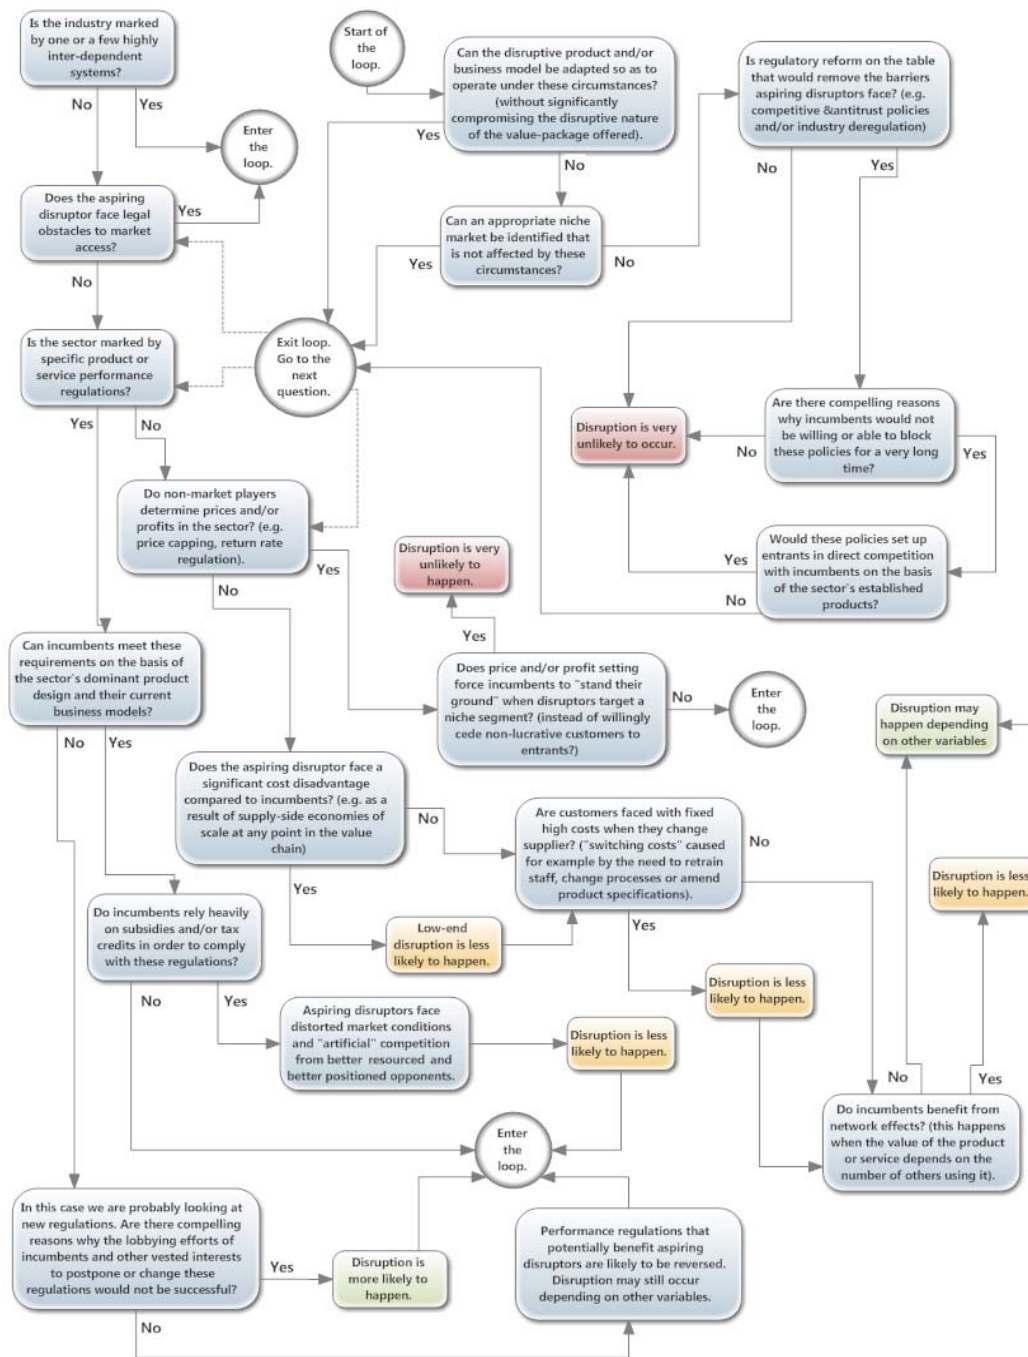 Is the industry marked
by one or a few highly
inter-dependent
systems?
No
Yes
Enter
the
loop.
Does the aspiring
disruptor face legal
obstacles to market
access?
Yes
No
Start of
the
loop.
Can the disruptive product and/or
business model be adapted so as to
operate under these circumstances?
(without significantly
compromising the disruptive nature
of the value-package offered).
Yes
No
Can an appropriate niche
market be identified that
is not affected by these
circumstances?
Yes
No
Is regulatory reform on the table
that would remove the barriers
aspiring disruptors face? (e.g.
competitive &antitrust policies
and/or industry deregulation)
No
Yes
Exit loop.
Go to the
next
question.
Is the sector marked by
specific product or
service performance
regulations?
Yes
No
Disruption is very
unlikely to occur.
Are there compelling reasons
why incumbents would not
be willing or able to block
these policies for a very long
time?
No
Yes
Would these policies set up
entrants in direct competition
with incumbents on the basis
of the sector's established
products?
Yes
No
Do non-market players
determine prices and/or
profits in the sector? (e.g.
price capping, return rate
regulation).
Yes
No
Disruption is very
unlikely to
happen.
Yes
Does price and/or profit setting
force incumbents to "stand their
ground" when disruptors target a
niche segment? (instead of willingly
cede non-lucrative customers to
entrants?)
No
Enter
the
loop.
Can incumbents meet these
requirements on the basis of
the sector's dominant product
design and their current
business models?
No
Yes
Does the aspiring disruptor face a
significant cost disadvantage
compared to incumbents? (e.g. as a
result of supply-side economies of
scale at any point in the value
chain)
No
Yes
Low-end
disruption is less
likely to happen.
Are customers faced with fixed
high costs when they change
supplier? ("switching costs" caused
for example by the need to retrain
staff, change processes or amend
product specifications).
No
Yes
Disruption is less
likely to happen.
Disruption may
happen depending
on other variables
Disruption is less
likely to happen.
No
Yes
Do incumbents benefit from
network effects? (this happens
when the value of the product
or service depends on the
number of others using it).
Do incumbents rely heavily
on subsidies and/or tax
credits in order to comply
with these regulations?
No
Yes
Aspiring disruptors face
distorted market conditions
and "artificial" competition
from better resourced and
better positioned opponents.
Disruption is less
likely to happen.
Enter
the
loop.
In this case we are probably looking at
new regulations. Are there compelling
reasons why the lobbying efforts of
incumbents and other vested interests
to postpone or change these
regulations would not be successful?
Yes
No
Disruption is
more likely to
happen.
Performance regulations that
potentially benefit aspiring
disruptors are likely to be reversed.
Disruption may still occur
depending on other variables.